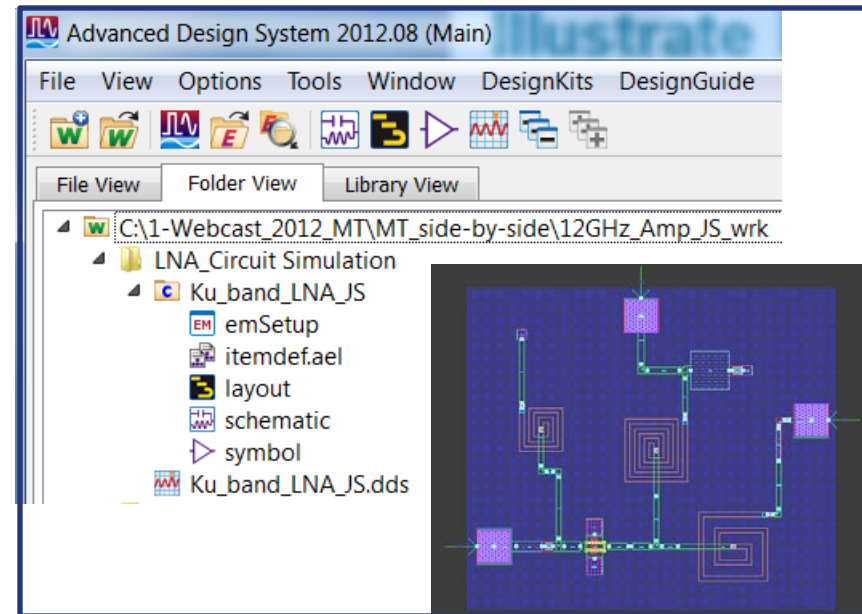 Advanced Design System 2012.08 (Main)
Illustrate
File View Options Tools Window DesignKits DesignGuide
W W E E
File View Folder View Library View
W C:\1-Webcast_2012_MT\MT_side-by-side\12GHz_Amp_JS_wrk
LNA_Circuit Simulation
C Ku_band_LNA_JS
EM emSetup
itemdef.ael
layout
schematic
symbol
Ku_band_LNA_JS.dds